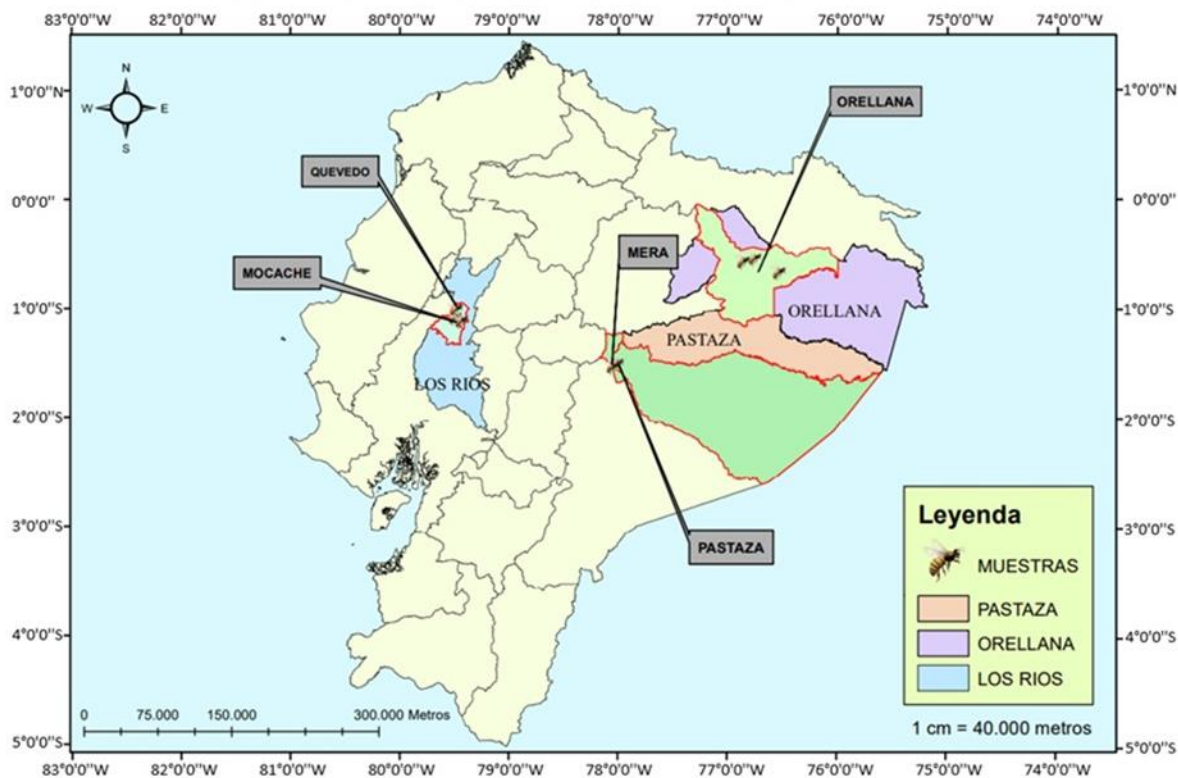 83°0'0"W 82°0'0"W 81°0'0"W 80°0'0"W 79°0'0"W 78°0'0"W 77°0'0"W 76°0'0"W 75°0'0"W 74°0'0"W
N
W E
S
1°0'0"N 1°0'0"N
ORELLANA
QUEVEDO
0°0'0" 0°0'0"
MERA
MOCACHE
1°0'0"S 1°0'0"S
ORELLANA
PASTAZA
LOS RIOS
2°0'0"S 2°0'0"S
Leyenda
3°0'0"S 3°0'0"S
PASTAZA
MUESTRAS
PASTAZA
4°0'0"S 4°0'0"S
ORELLANA
LOS RIOS
0 75.000 150.000 300.000 Metros
1 cm = 40.000 metros
5°0'0"S 5°0'0"S
83°0'0"W 82°0'0"W 81°0'0"W 80°0'0"W 79°0'0"W 78°0'0"W 77°0'0"W 76°0'0"W 75°0'0"W 74°0'0"W